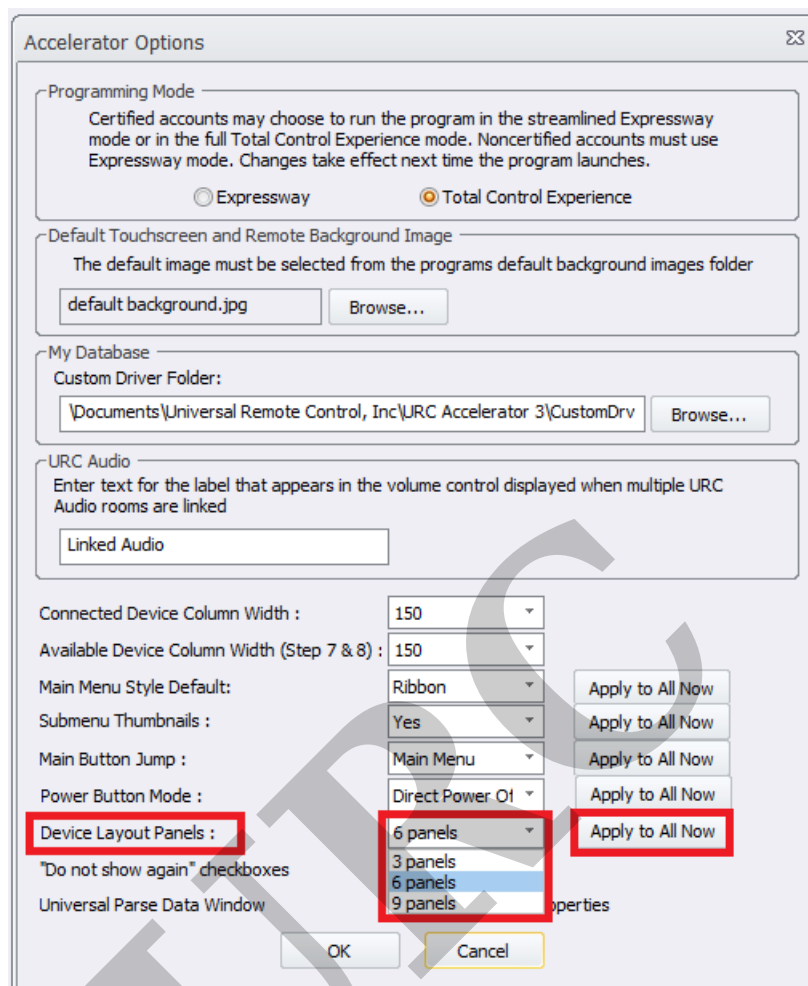 Accelerator Options
Programming Mode
Certified accounts may choose to run the program in the streamlined Expressway
mode or in the full Total Control Experience mode. Noncertified accounts must use
Expressway mode. Changes take effect next time the program launches.
Expressway Total Control Experience
Default Touchscreen and Remote Background Image
The default image must be selected from the programs default background images folder
default background.jpg Browse...
My Database
Custom Driver Folder:
\Documents\Universal Remote Control, Inc\URC Accelerator 3\CustomDrv Browse...
URC Audio
Enter text for the label that appears in the volume control displayed when multiple URC
Audio rooms are linked
Linked Audio
Connected Device Column Width : 150
Available Device Column Width (Step 7 & 8) : 150
Main Menu Style Default: Ribbon Apply to All Now
Submenu Thumbnails : Yes Apply to All Now
Main Button Jump : Main Menu Apply to All Now
Power Button Mode : Direct Power Of Apply to All Now
Device Layout Panels : 6 panels Apply to All Now
3 panels
"Do not show again" checkboxes 6 panels
Universal Parse Data Window 9 panels operties
OK Cancel
URC